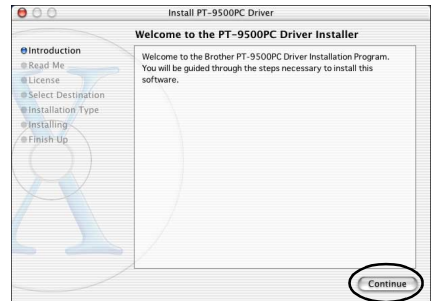 Install PT-9500PC Driver
Welcome to the PT-9500PC Driver Installer
Introduction
Read Me
License
Select Destination
Installation Type
Installing
Finish Up
Welcome to the Brother PT-9500PC Driver Installation Program.
You will be guided through the steps necessary to install this
software.
Continue